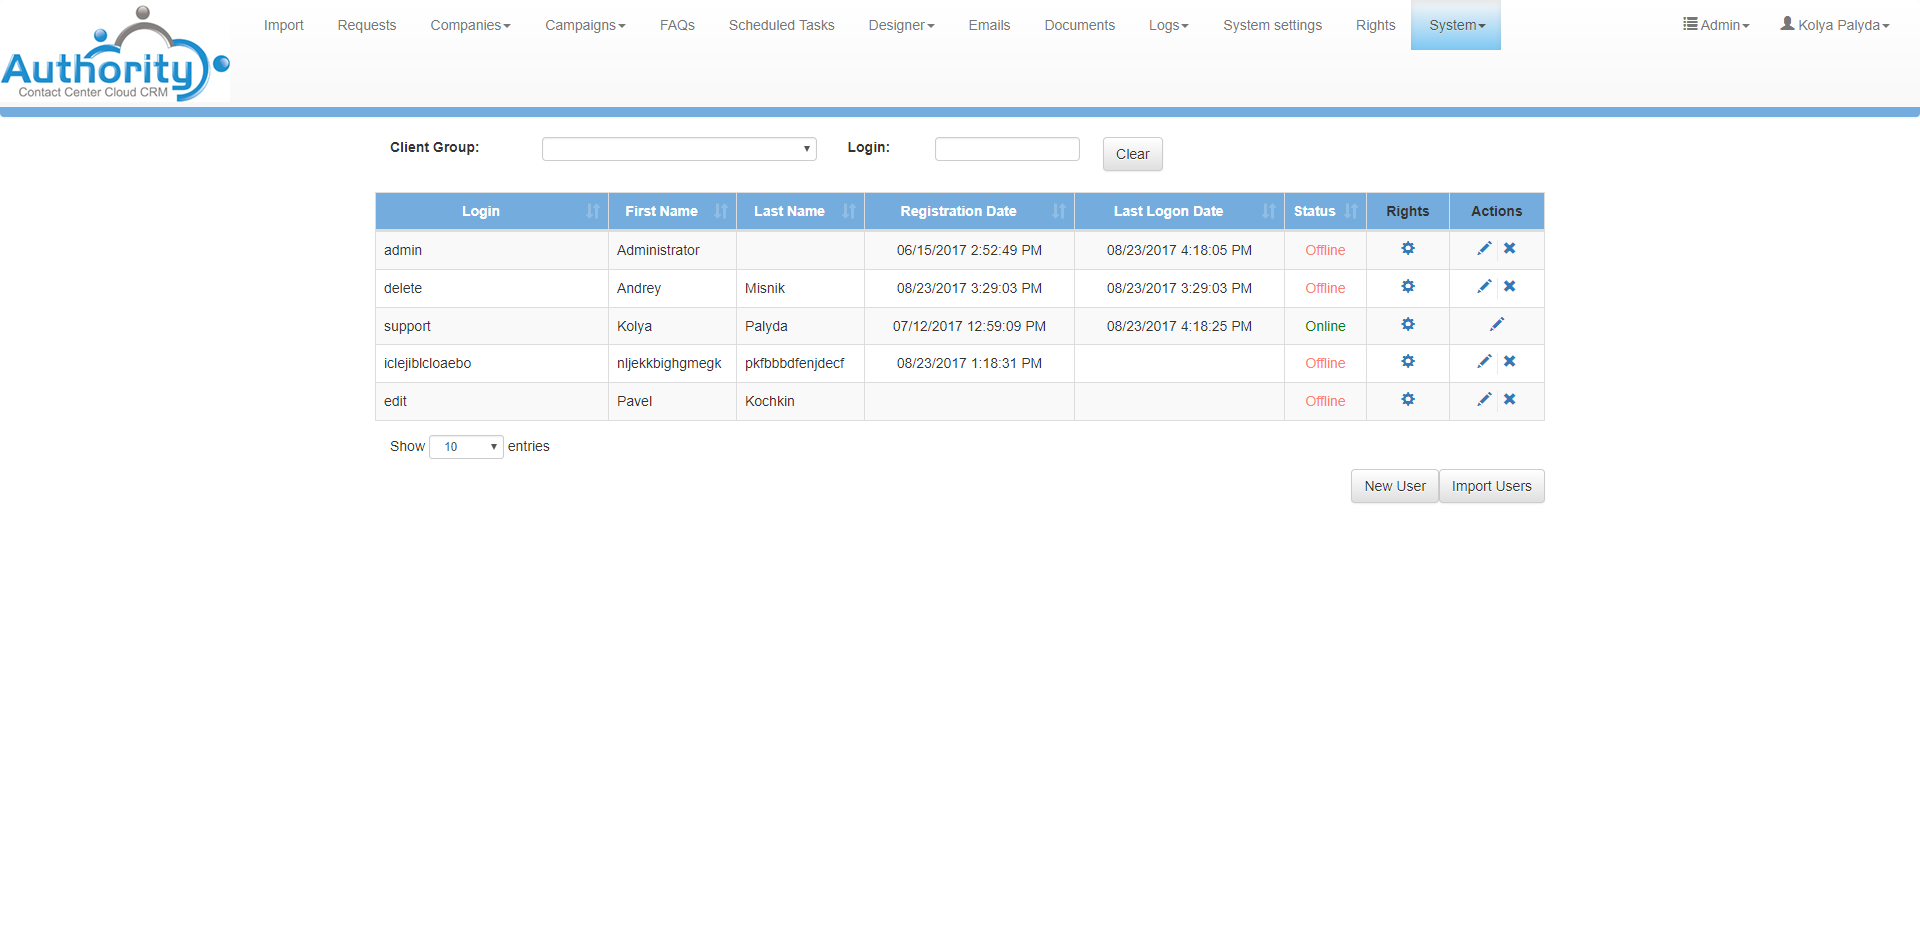 Import Requests Companies Campaigns FAQs Scheduled Tasks Designer Emails Documents Logs System settings Rights System Admin Kolya Palyda
Authority
Contact Center Cloud CRM
Client Group: Login: Clear
Login First Name Last Name Registration Date Last Logon Date Status Rights Actions
admin Administrator 06/15/2017 2:52:49 PM 08/23/2017 4:18:05 PM Offline
delete Andrey Misnik 08/23/2017 3:29:03 PM 08/23/2017 3:29:03 PM Offline
support Kolya Palyda 07/12/2017 12:59:09 PM 08/23/2017 4:18:25 PM Online
iclejiblcloaebo nljekkbighgmegk pkfbbbdfenjdecf 08/23/2017 1:18:31 PM Offline
edit Pavel Kochkin Offline
Show 10 entries
New User Import Users